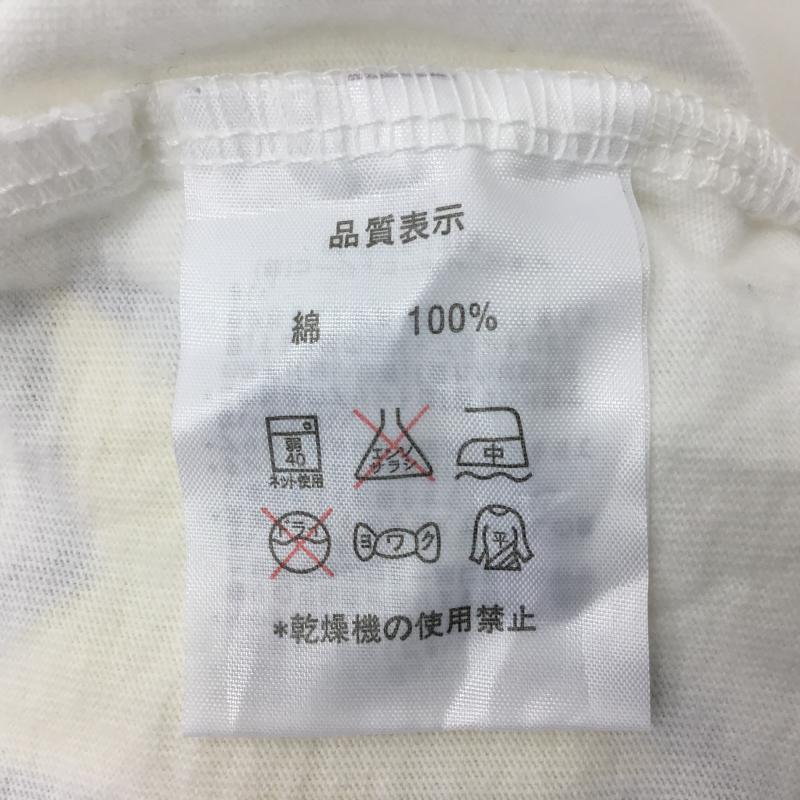 品質表示
綿 100%
弱
40
ネット使用
エンソ
サラシ
中
ドライ
ヨワク
平
*乾燥機の使用禁止